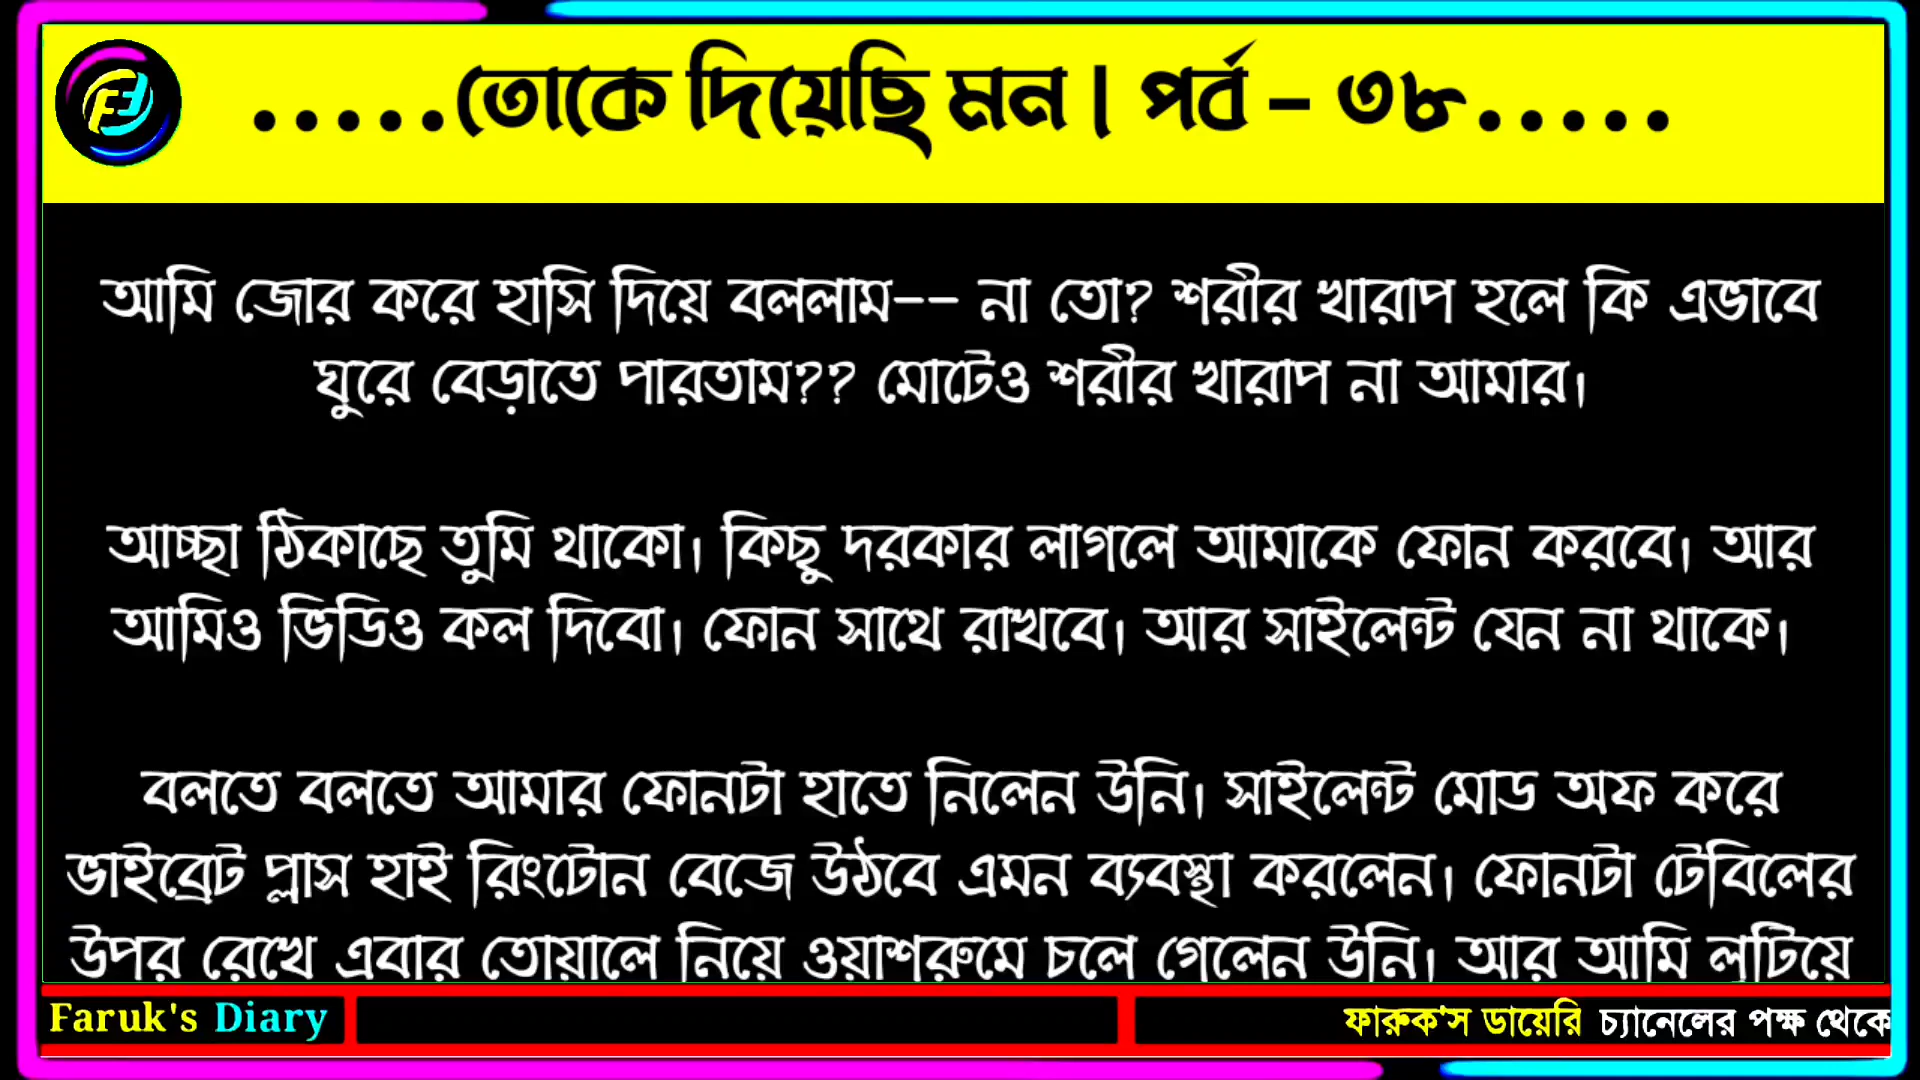 .....তোকে দিয়েছি মন। পর্ব – ৩৮.....
আমি জোর করে হাসি দিয়ে বললাম-- না তো? শরীর খারাপ হলে কি এভাবে
ঘুরে বেড়াতে পারতাম?? মোটেও শরীর খারাপ না আমার।
আচ্ছা ঠিকাছে তুমি থাকো। কিছু দরকার লাগলে আমাকে ফোন করবে। আর
আমিও ভিডিও কল দিবো। ফোন সাথে রাখবে। আর সাইলেন্ট যেন না থাকে।
বলতে বলতে আমার ফোনটা হাতে নিলেন উনি। সাইলেন্ট মোড অফ করে
ভাইব্রেট প্লাস হাই রিংটোন বেজে উঠবে এমন ব্যবস্থা করলেন। ফোনটা টেবিলের
উপর রেখে এবার তোয়ালে নিয়ে ওয়াশরুমে চলে গেলেন উনি। আর আমি লুটিয়ে
Faruk's Diary
ফারুক'স ডায়েরি চ্যানেলের পক্ষ থেকে